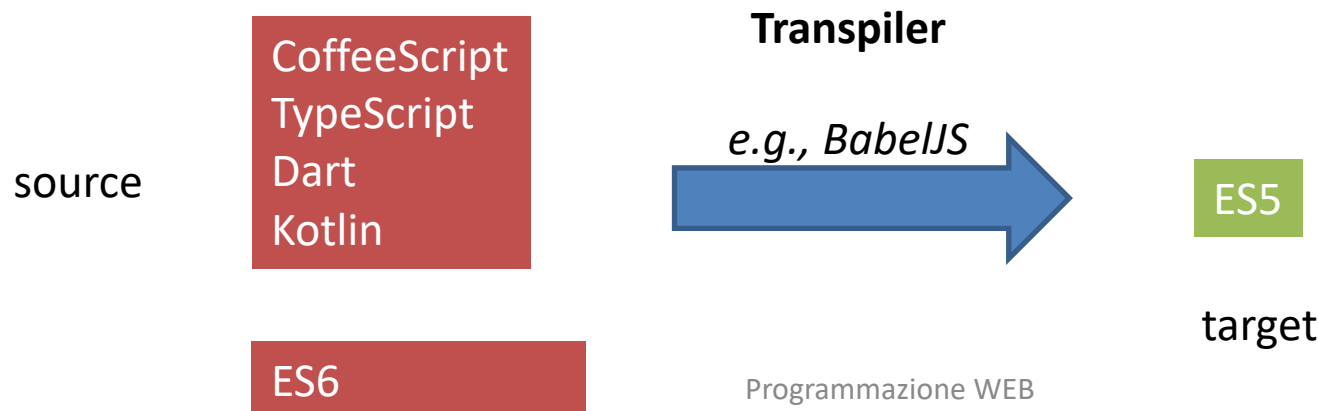 Transpiler
CoffeeScript
TypeScript
Dart
Kotlin
e.g., BabelJS
source
ES5
target
ES6
Programmazione WEB